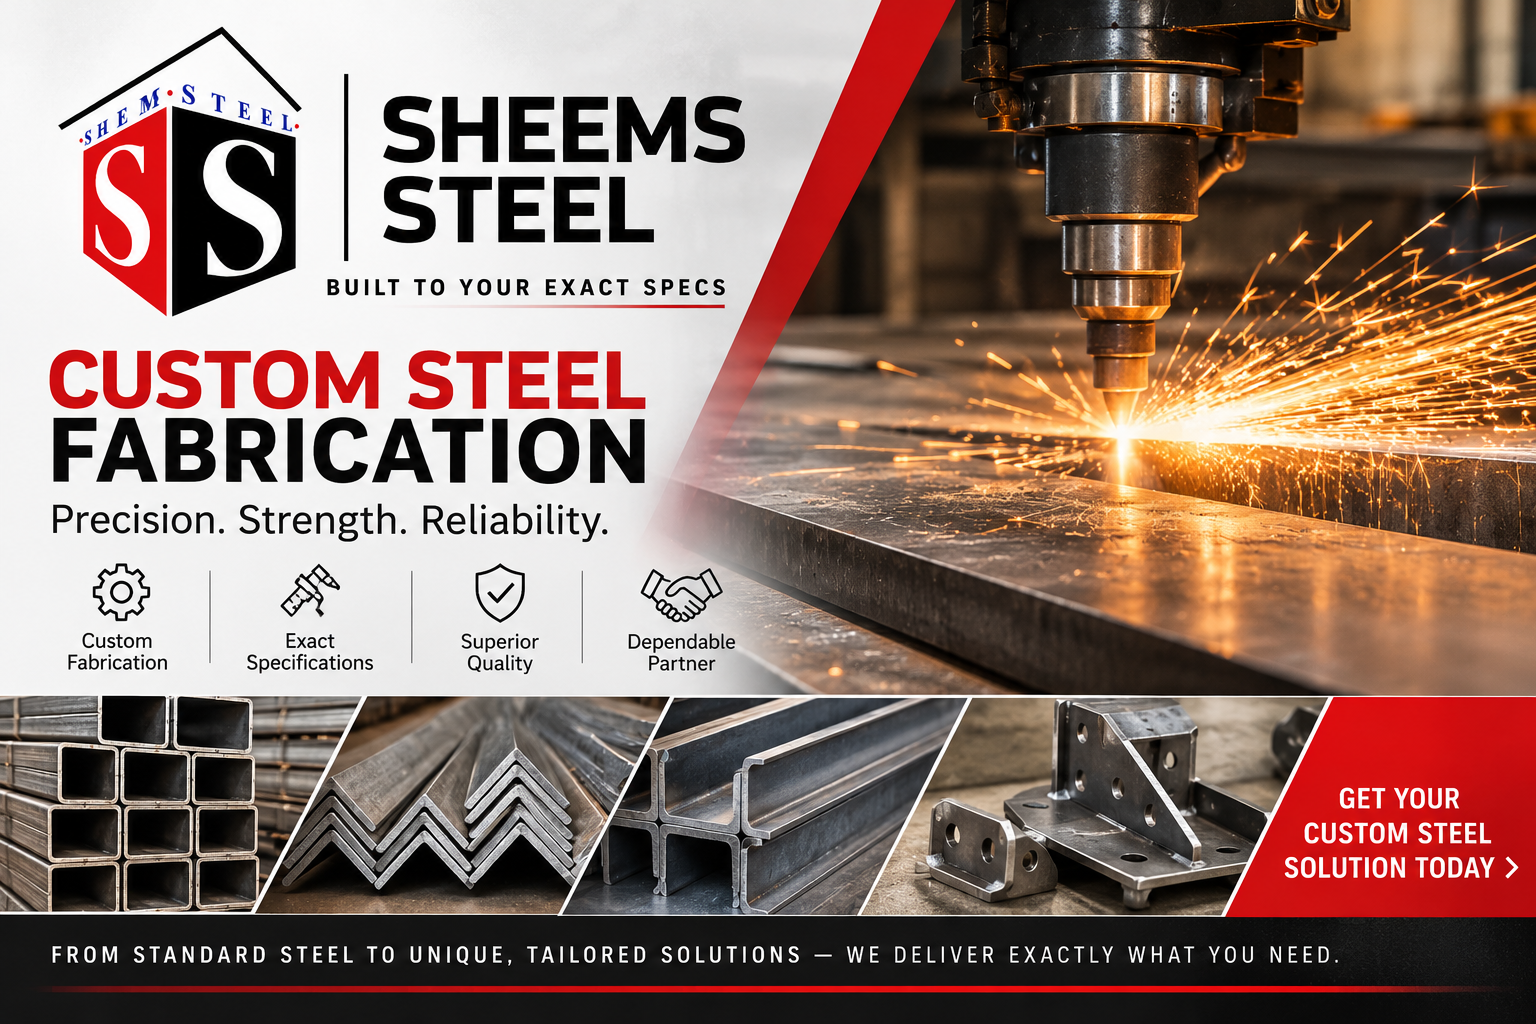 SHEM·STEEL
SS
SHEEMS
STEEL
BUILT TO YOUR EXACT SPECS
CUSTOM STEEL
FABRICATION
Precision. Strength. Reliability.
Custom
Fabrication
Exact
Specifications
Superior
Quality
Dependable
Partner
GET YOUR
CUSTOM STEEL
SOLUTION TODAY >
FROM STANDARD STEEL TO UNIQUE, TAILORED SOLUTIONS — WE DELIVER EXACTLY WHAT YOU NEED.